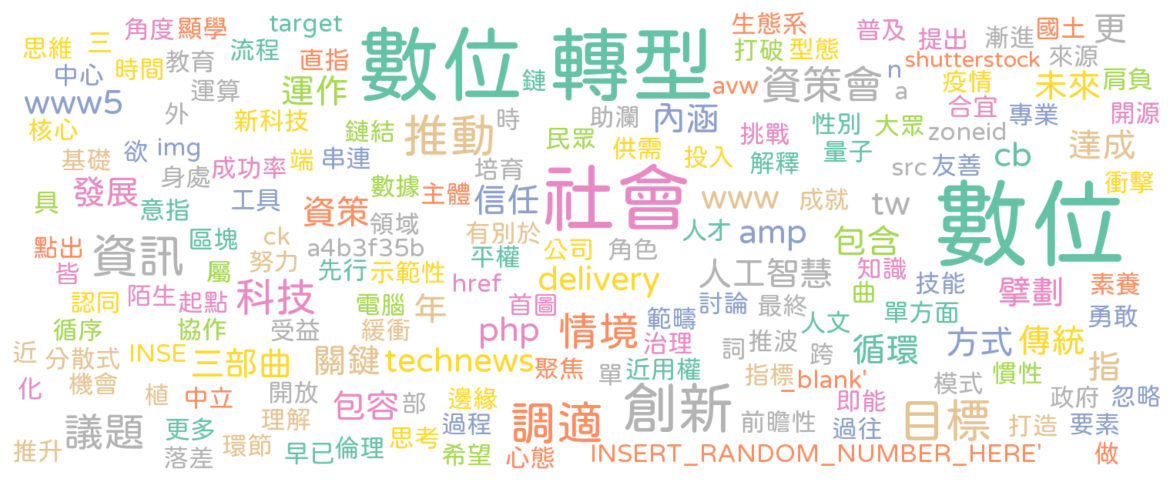 角度 顯學 target 生態系 普及 提出 漸進 國土 更
思維 三 流程 直指 數位 轉型 打破 型態 shutterstock 來源
中心 時間 教育 運作 鏈 avw 資策會 n 疫情 未來 肩負
www5 運算 a 合宜 開源
核心 外 新科技 鏈結 推動 時 助瀾 內涵 挑戰 性別 大眾 zoneid 專業 達成
基礎 欲 img 成功率 端 串連 民眾 供需 投入 解釋 量子 src 友善 cb 衝擊
具 發展 身處 意指 工具 數據 主體 信任 培育 社會 www 成就 tw 數位
點出 資訊 區塊 ck 資策 領域 有別於 公司 角色 人才 amp 包含
皆 屬 努力 a4b3f35b 先行 示範性 平權 href delivery 人工智慧 知識 技能 擘劃 素養
認同 陌生 起點 科技 電腦 年 首圖 範疇 討論 最終 曲 單方面 勇敢
循序 協作 受益 緩衝 php 情境 治理 詞 推波 人文 循環 方式 傳統
近 分散式 INSE 三部曲 關鍵 technews 聚焦 單 近用權 跨 慣性 指
化 機會 植 中立 開放 包容 部 邊緣 創新 指標 _blank' 即能 模式 政府 忽略
議題 更多 理解 過程 調適 前瞻性 過往 目標 打造 要素
推升 落差 環節 早已 倫理 思考 希望 心態 INSERT_RANDOM_NUMBER_HERE' 做